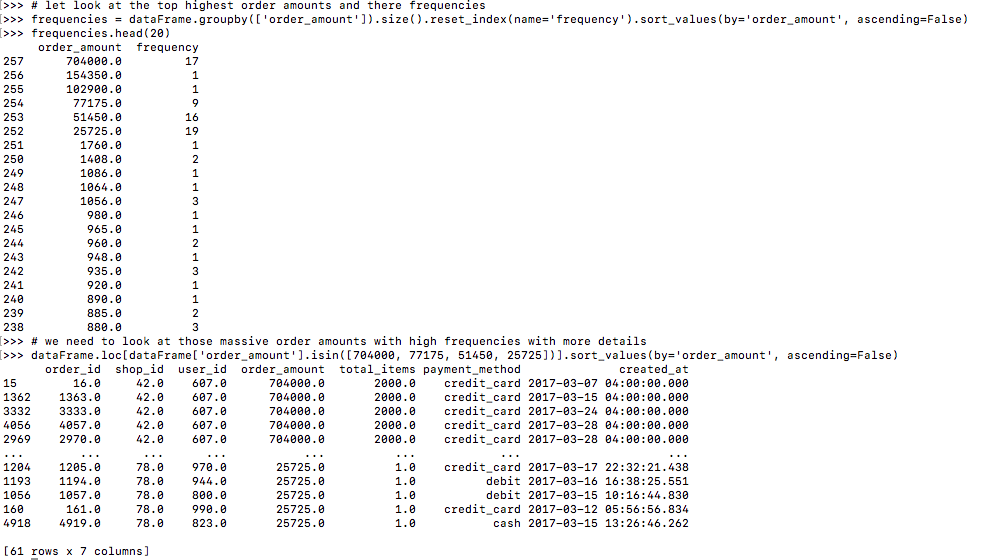 [>>> # let look at the top highest order amounts and there frequencies
[>>> frequencies = dataFrame.groupby(['order_amount']).size().reset_index(name='frequency').sort_values(by='order_amount', ascending=False)
[>>> frequencies.head(20)
order_amount frequency
257 704000.0 17
256 154350.0 1
255 102900.0 1
254 77175.0 9
253 51450.0 16
252 25725.0 19
251 1760.0 1
250 1408.0 2
249 1086.0 1
248 1064.0 1
247 1056.0 3
246 980.0 1
245 965.0 1
244 960.0 2
243 948.0 1
242 935.0 3
241 920.0 1
240 890.0 1
239 885.0 2
238 880.0 3
[>>> # we need to look at those massive order amounts with high frequencies with more details
[>>> dataFrame.loc[dataFrame['order_amount'].isin([704000, 77175, 51450, 25725])].sort_values(by='order_amount', ascending=False)
order_id shop_id user_id order_amount total_items payment_method created_at
15 16.0 42.0 607.0 704000.0 2000.0 credit_card 2017-03-07 04:00:00.000
1362 1363.0 42.0 607.0 704000.0 2000.0 credit_card 2017-03-15 04:00:00.000
3332 3333.0 42.0 607.0 704000.0 2000.0 credit_card 2017-03-24 04:00:00.000
4056 4057.0 42.0 607.0 704000.0 2000.0 credit_card 2017-03-28 04:00:00.000
2969 2970.0 42.0 607.0 704000.0 2000.0 credit_card 2017-03-28 04:00:00.000
... ... ... ... ... ... ... ...
1204 1205.0 78.0 970.0 25725.0 1.0 credit_card 2017-03-17 22:32:21.438
1193 1194.0 78.0 944.0 25725.0 1.0 debit 2017-03-16 16:38:25.551
1056 1057.0 78.0 800.0 25725.0 1.0 debit 2017-03-15 10:16:44.830
160 161.0 78.0 990.0 25725.0 1.0 credit_card 2017-03-12 05:56:56.834
4918 4919.0 78.0 823.0 25725.0 1.0 cash 2017-03-15 13:26:46.262
[61 rows x 7 columns]